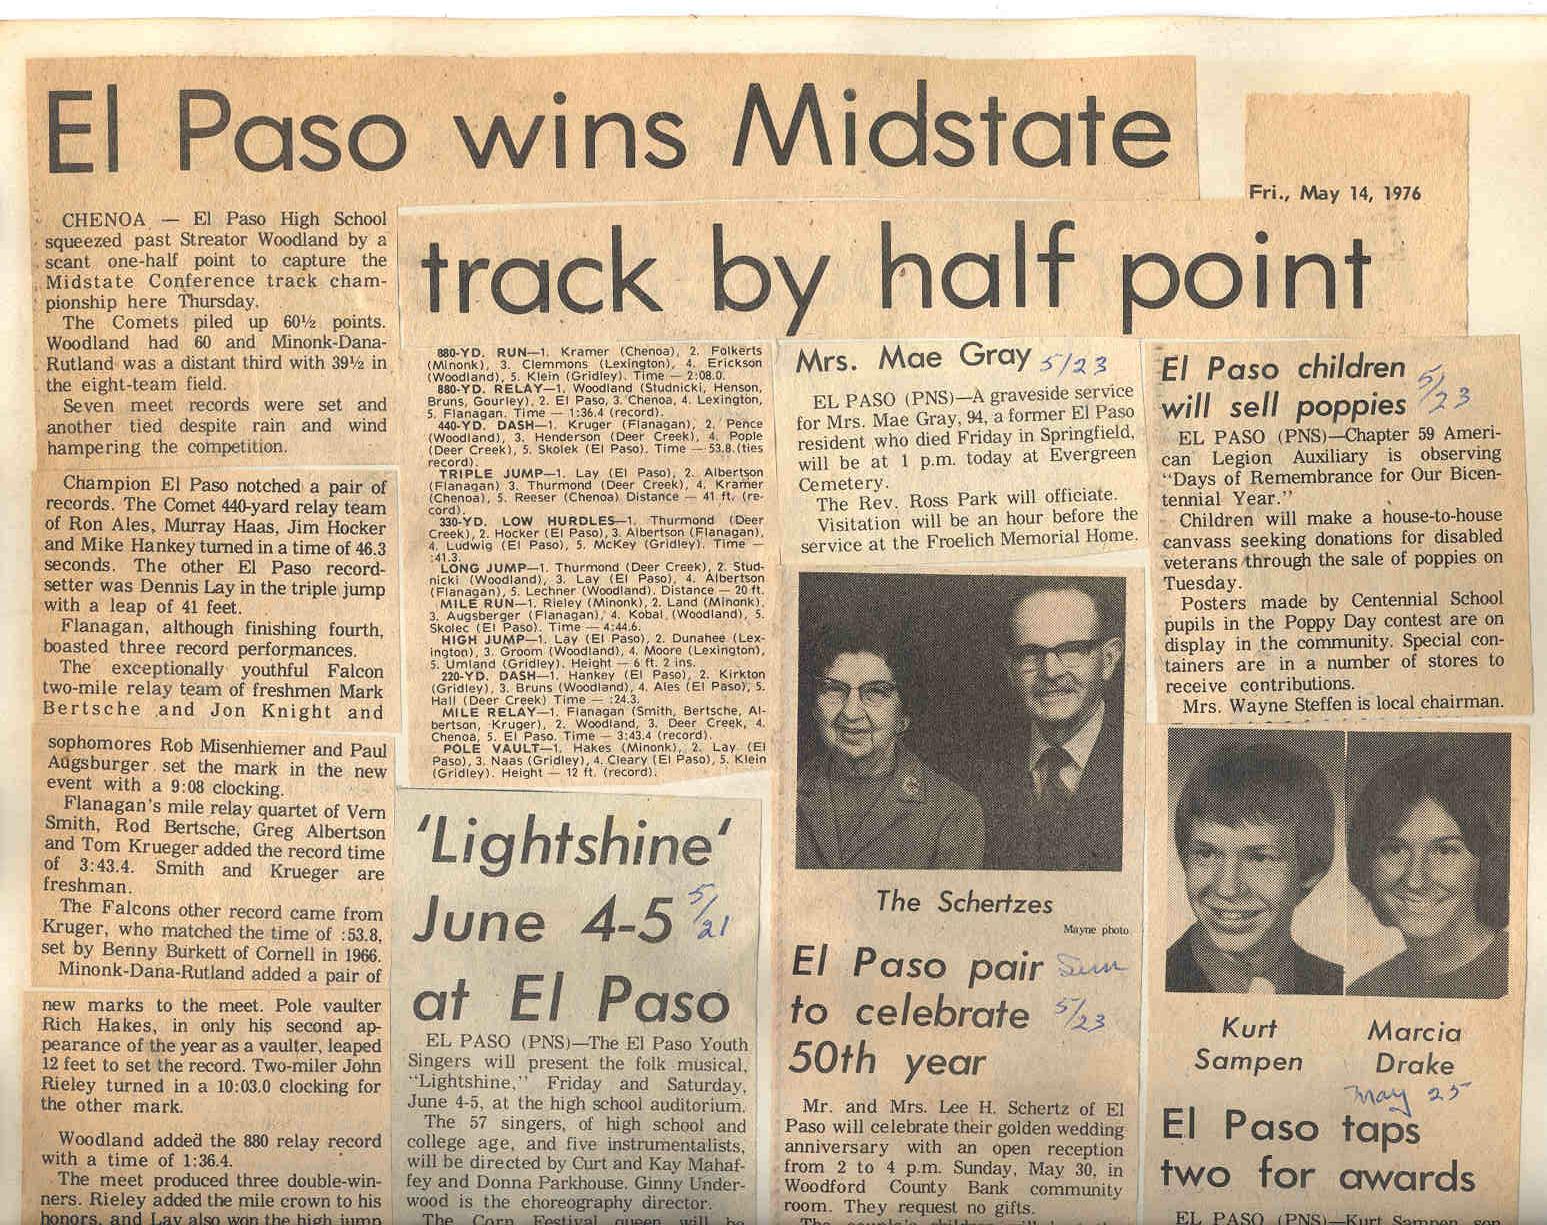 El Paso wins Midstate
track by half point
Fri., May 14, 1976
CHENOA — El Paso High School
squeezed past Streator Woodland by a
scant one-half point to capture the
Midstate Conference track cham-
pionship here Thursday.
The Comets piled up 60½ points.
Woodland had 60 and Minonk-Dana-
Rutland was a distant third with 39½ in
the eight-team field.
Seven meet records were set and
another tied despite rain and wind
hampering the competition.
Champion El Paso notched a pair of
records. The Comet 440-yard relay team
of Ron Ales, Murray Haas, Jim Hocker
and Mike Hankey turned in a time of 46.3
seconds. The other El Paso record-
setter was Dennis Lay in the triple jump
with a leap of 41 feet.
Flanagan, although finishing fourth,
boasted three record performances.
The exceptionally youthful Falcon
two-mile relay team of freshmen Mark
Bertsche and Jon Knight and
sophomores Rob Misenhiemer and Paul
Augsburger set the mark in the new
event with a 9:08 clocking.
Flanagan's mile relay quartet of Vern
Smith, Rod Bertsche, Greg Albertson
and Tom Krueger added the record time
of 3:43.4. Smith and Krueger are
freshman.
The Falcons other record came from
Kruger, who matched the time of :53.8,
set by Benny Burkett of Cornell in 1966.
Minonk-Dana-Rutland added a pair of
new marks to the meet. Pole vaulter
Rich Hakes, in only his second ap-
pearance of the year as a vaulter, leaped
12 feet to set the record. Two-miler John
Rieley turned in a 10:03.0 clocking for
the other mark.
Woodland added the 880 relay record
with a time of 1:36.4.
The meet produced three double-win-
ners. Rieley added the mile crown to his
honors, and Lay also won the high jump
880-YD. RUN—1. Kramer (Chenoa), 2. Folkerts
(Minonk), 3. Clemmons (Lexington), 4. Erickson
(Woodland), 5. Klein (Gridley). Time — 2:08.0.
880-YD. RELAY—1. Woodland (Studnicki, Henson,
Bruns, Gourley), 2. El Paso, 3. Chenoa, 4. Lexington,
5. Flanagan. Time — 1:36.4 (record).
440-YD. DASH—1. Kruger (Flanagan), 2. Pence
(Woodland), 3. Henderson (Deer Creek), 4. Pople
(Deer Creek), 5. Skolek (El Paso). Time — 53.8.(ties
record).
TRIPLE JUMP—1. Lay (El Paso), 2. Albertson
(Flanagan) 3. Thurmond (Deer Creek), 4. Kramer
(Chenoa), 5. Reeser (Chenoa) Distance — 41 ft. (re-
cord).
330-YD. LOW HURDLES—1. Thurmond (Deer
Creek), 2. Hocker (El Paso), 3. Albertson (Flanagan),
4. Ludwig (El Paso), 5. McKey (Gridley). Time —
:41.3.
LONG JUMP—1. Thurmond (Deer Creek), 2. Stud-
nicki (Woodland), 3. Lay (El Paso), 4. Albertson
(Flanagan), 5. Lechner (Woodland). Distance — 20 ft.
MILE RUN—1. Rieley (Minonk), 2. Land (Minonk),
3. Augsberger (Flanagan), 4. Kobal (Woodland), 5.
Skolec (El Paso). Time — 4:44.6.
HIGH JUMP—1. Lay (El Paso), 2. Dunahee (Lex-
ington), 3. Groom (Woodland), 4. Moore (Lexington),
5. Umland (Gridley). Height — 6 ft. 2 ins.
220-YD. DASH—1. Hankey (El Paso), 2. Kirkton
(Gridley), 3. Bruns (Woodland), 4. Ales (El Paso), 5.
Hall (Deer Creek) Time — :24.3.
MILE RELAY—1. Flanagan (Smith, Bertsche, Al-
bertson, Kruger), 2. Woodland, 3. Deer Creek, 4.
Chenoa, 5. El Paso. Time — 3:43.4 (record).
POLE VAULT—1. Hakes (Minonk), 2. Lay (El
Paso), 3. Naas (Gridley), 4. Cleary (El Paso), 5. Klein
(Gridley). Height — 12 ft. (record).
'Lightshine'
June 4-5 5/21
at El Paso
EL PASO (PNS)—The El Paso Youth
Singers will present the folk musical,
"Lightshine," Friday and Saturday,
June 4-5, at the high school auditorium.
The 57 singers, of high school and
college age, and five instrumentalists,
will be directed by Curt and Kay Mahaf-
fey and Donna Parkhouse. Ginny Under-
wood is the choreography director.
The Corn Festival queen will be
Mrs. Mae Gray 5/23
EL PASO (PNS)—A graveside service
for Mrs. Mae Gray, 94, a former El Paso
resident who died Friday in Springfield,
will be at 1 p.m. today at Evergreen
Cemetery.
The Rev. Ross Park will officiate.
Visitation will be an hour before the
service at the Froelich Memorial Home.
The Schertzes
Mayne photo
El Paso pair Sun
to celebrate 5/23
50th year
Mr. and Mrs. Lee H. Schertz of El
Paso will celebrate their golden wedding
anniversary with an open reception
from 2 to 4 p.m. Sunday, May 30, in
Woodford County Bank community
room. They request no gifts.
El Paso children 5/23
will sell poppies
EL PASO (PNS)—Chapter 59 Ameri-
can Legion Auxiliary is observing
"Days of Remembrance for Our Bicen-
tennial Year."
Children will make a house-to-house
canvass seeking donations for disabled
veterans through the sale of poppies on
Tuesday.
Posters made by Centennial School
pupils in the Poppy Day contest are on
display in the community. Special con-
tainers are in a number of stores to
receive contributions.
Mrs. Wayne Steffen is local chairman.
Kurt
Sampen
Marcia
Drake
May 25
El Paso taps
two for awards
EL PASO (PNS)—Kurt Sampen, son